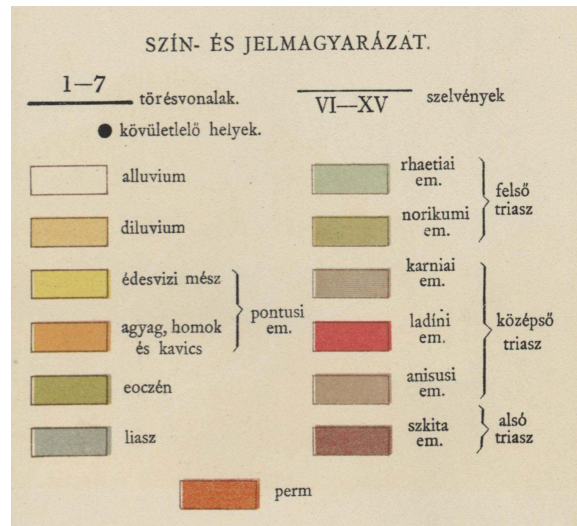 SZÍN- ÉS JELMAGYARÁZAT.
1—7
törésvonalak.
VI—XV
szelvények
kövületlelő helyek.
alluvium
diluvium
édesvizi mész
agyag, homok
és kavics
pontusi
em.
eoczén
liasz
rhaetiai
em.
norikumi
em.
felső
triasz
karniai
em.
ladíni
em.
anisusi
em.
középső
triasz
szkita
em.
alsó
triasz
perm